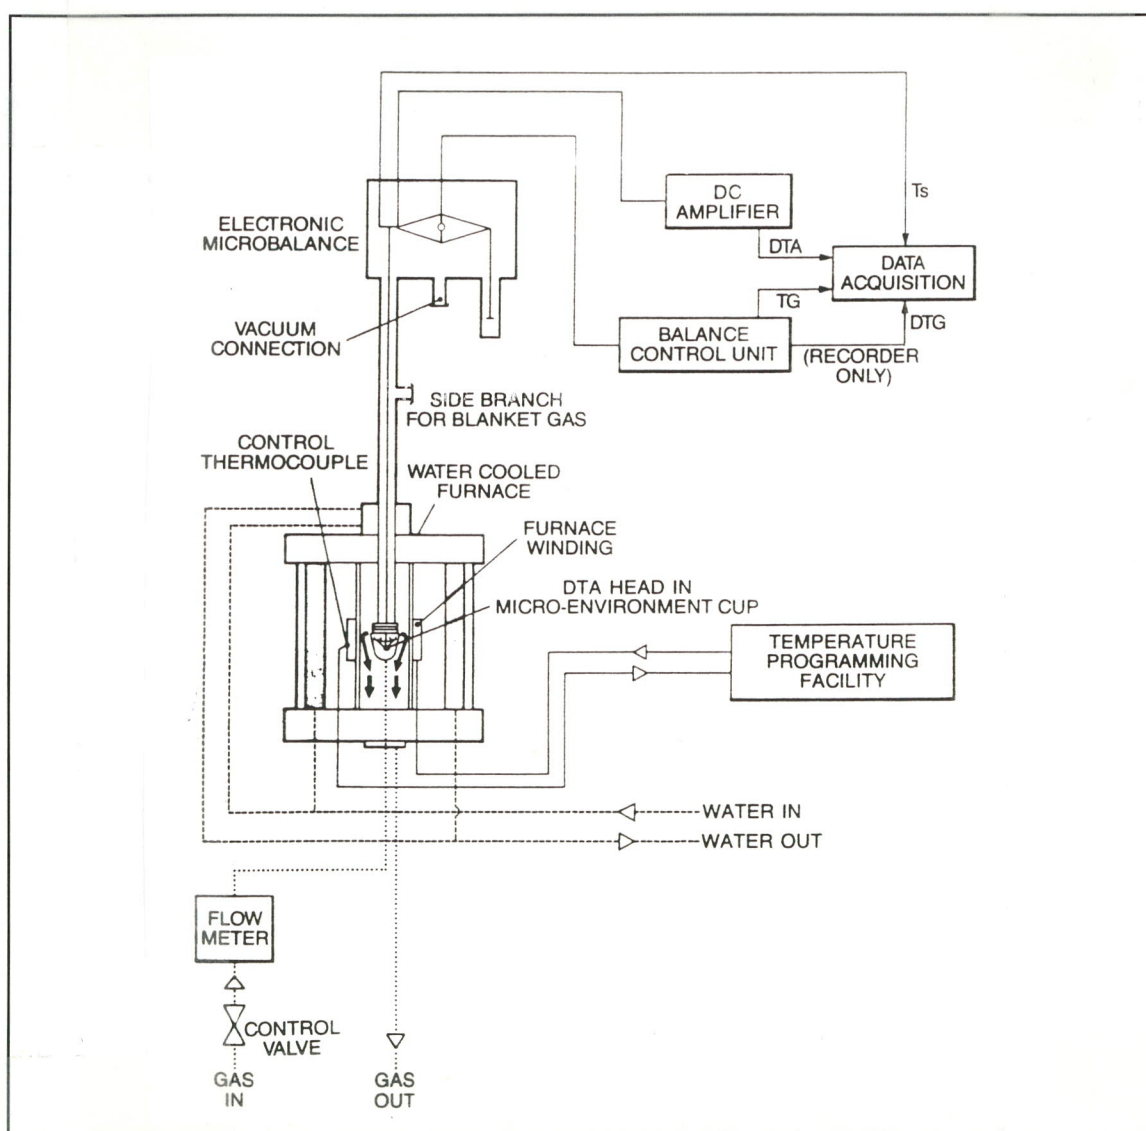 DC
AMPLIFIER
Ts
ELECTRONIC
MICROBALANCE
DTA
DATA
ACQUISITION
TG
VACUUM
CONNECTION
BALANCE
CONTROL UNIT
DTG
(RECORDER
ONLY)
SIDE BRANCH
FOR BLANKET GAS
CONTROL
THERMOCOUPLE
WATER COOLED
FURNACE
FURNACE
WINDING
DTA HEAD IN
MICRO-ENVIRONMENT CUP
TEMPERATURE
PROGRAMMING
FACILITY
WATER IN
WATER OUT
FLOW
METER
CONTROL
VALVE
GAS
IN
GAS
OUT